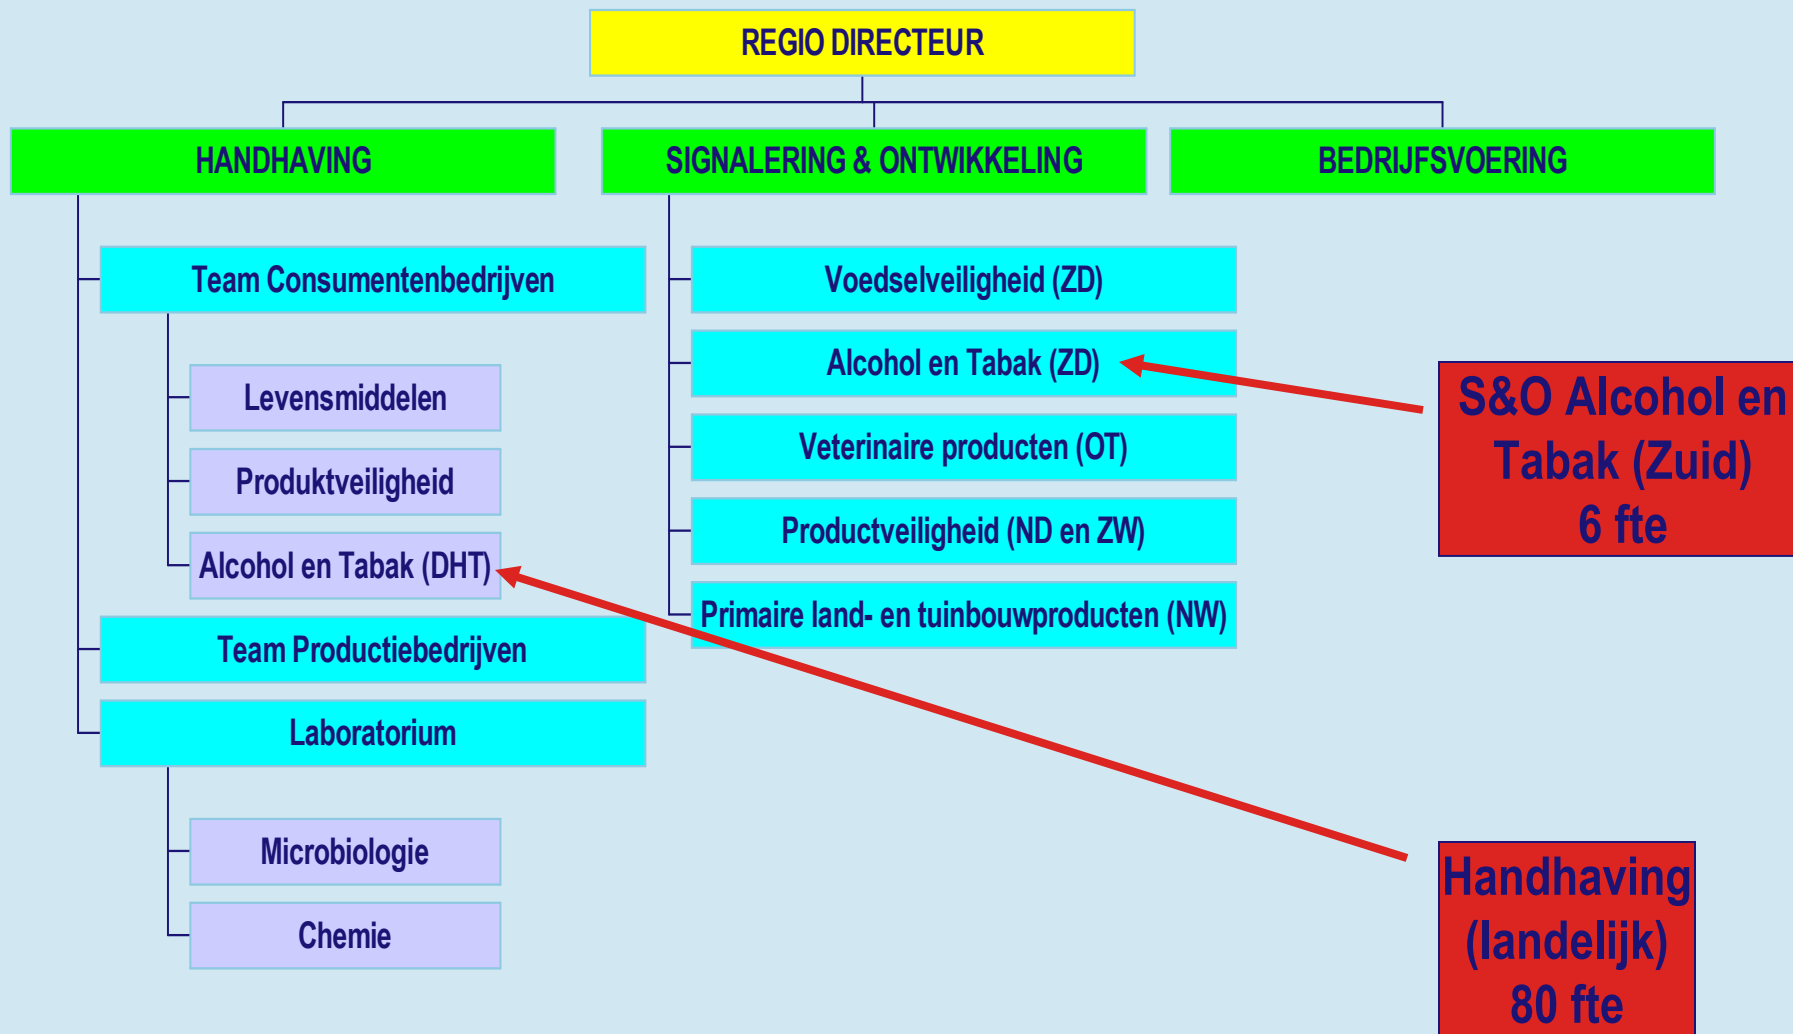 REGIO DIRECTEUR
HANDHAVING
SIGNALERING & ONTWIKKELING
BEDRIJFSVOERING
Team Consumentenbedrijven
Levensmiddelen
Produktveiligheid
Alcohol en Tabak (DHT)
Team Productiebedrijven
Laboratorium
Microbiologie
Chemie
Voedselveiligheid (ZD)
Alcohol en Tabak (ZD)
Veterinaire producten (OT)
Productveiligheid (ND en ZW)
Primaire land- en tuinbouwproducten (NW)
S&O Alcohol en
Tabak (Zuid)
6 fte
Handhaving
(landelijk)
80 fte